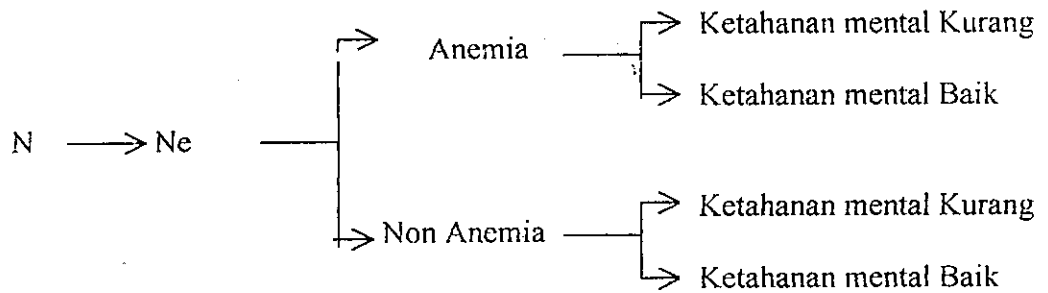 Ketahanan mental Kurang
Anemia
Ketahanan mental Baik
N
Ne
Ketahanan mental Kurang
Non Anemia
Ketahanan mental Baik